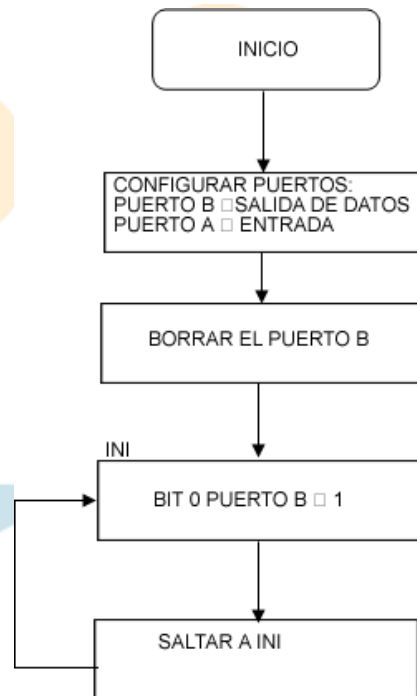 INICIO
CONFIGURAR PUERTOS:
PUERTO B □SALIDA DE DATOS
PUERTO A □ ENTRADA
BORRAR EL PUERTO B
INI
BIT 0 PUERTO B □ 1
SALTAR A INI